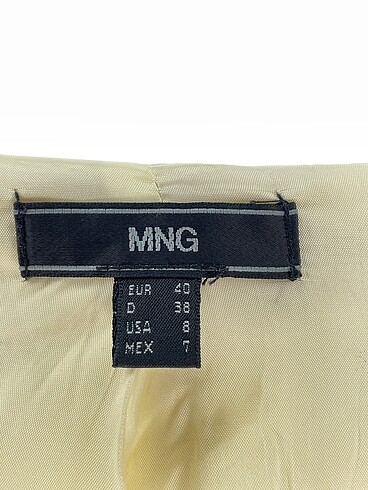 MNG
EUR 40
D 38
USA 8
MEX 7